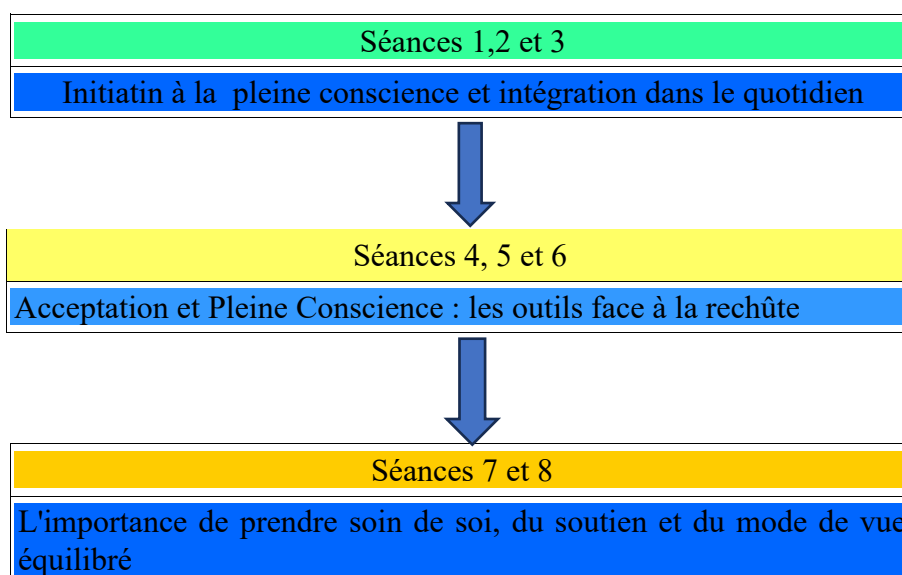 Séances 1,2 et 3
Initiatin à la pleine conscience et intégration dans le quotidien
Séances 4, 5 et 6
Acceptation et Pleine Conscience : les outils face à la rechûte
Séances 7 et 8
L'importance de prendre soin de soi, du soutien et du mode de vue
équilibré